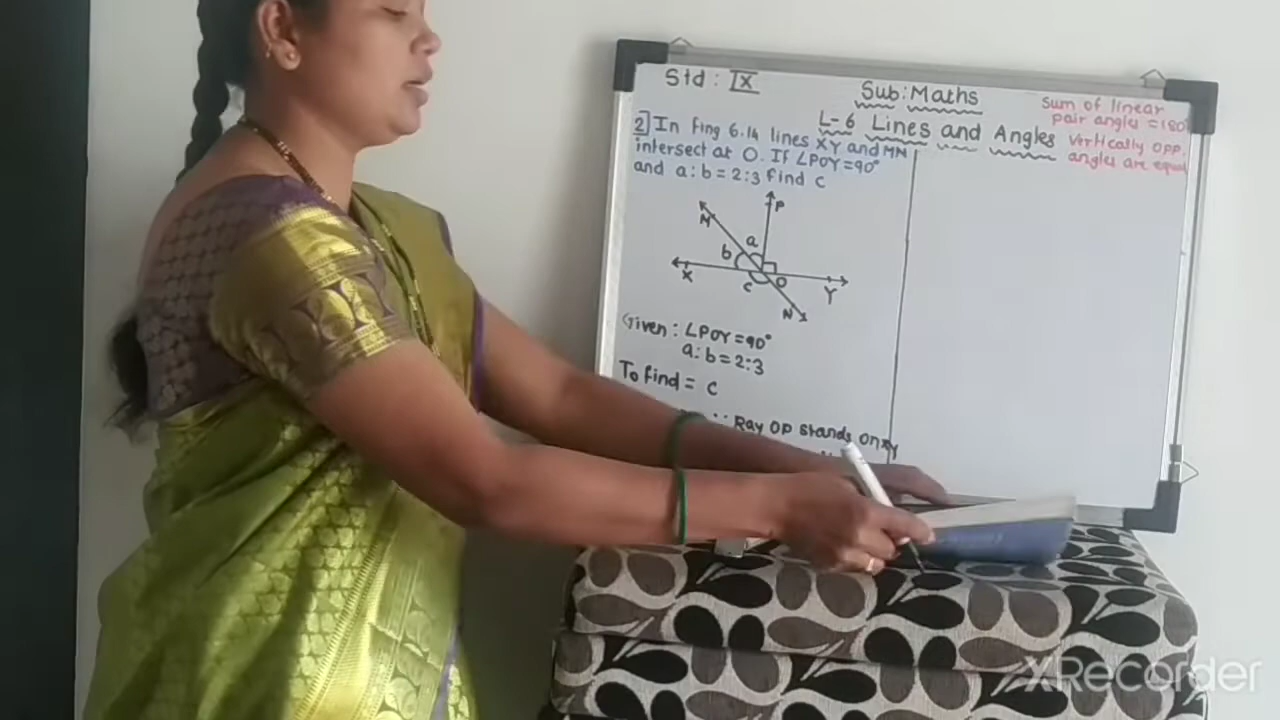 Std : IX
Sub: Maths
L-6 Lines and Angles
Sum of linear
pair angles = 180°
Vertically opp.
angles are equal
2] In fing 6.14 lines XY and MN
intersect at O. If ∠POY=90°
and a:b=2:3 find c
P
M
a
b
X
c
O
Y
N
Given : ∠POY=90°
a:b=2:3
To find = c
∵ Ray OP stands on XY
XRecorder